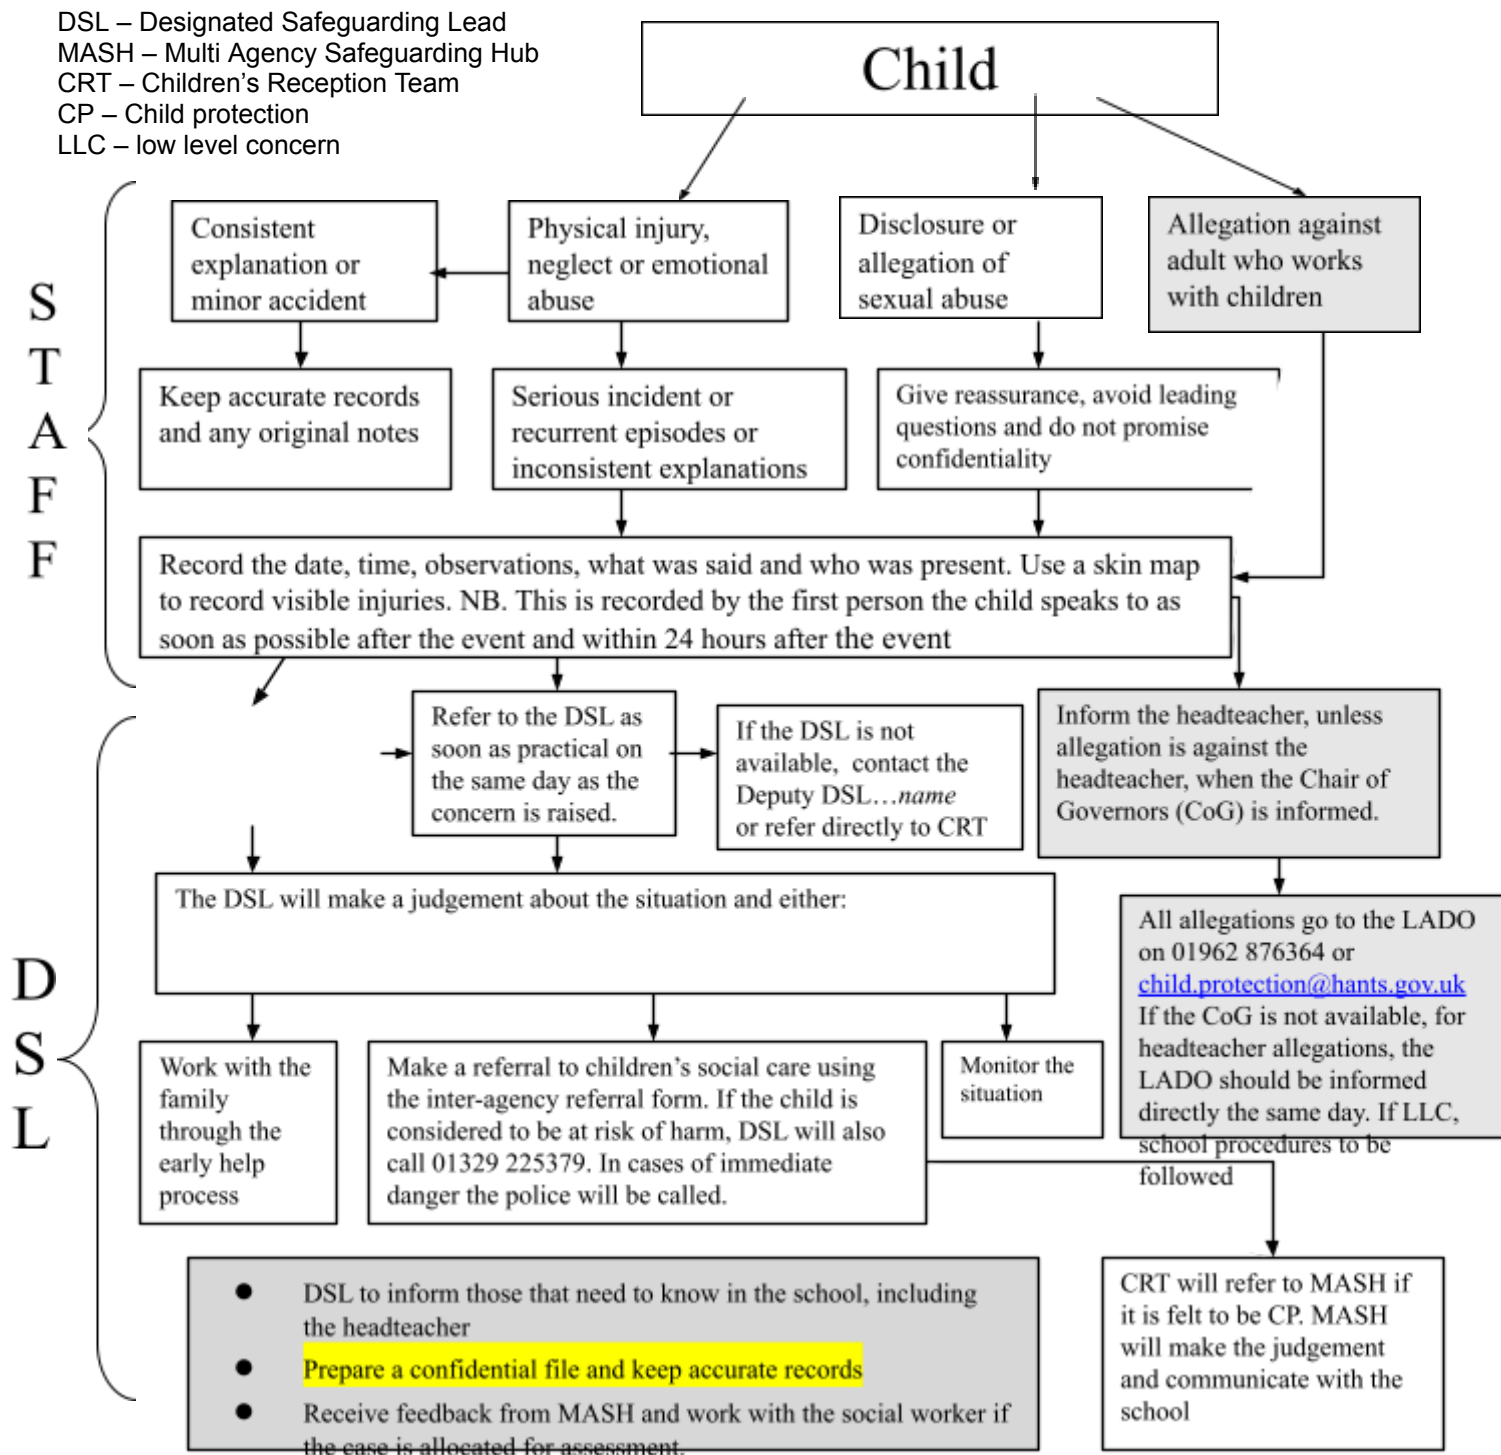 DSL – Designated Safeguarding Lead
MASH – Multi Agency Safeguarding Hub
CRT – Children’s Reception Team
CP – Child protection
LLC – low level concern
Child
S
T
A
F
F
Consistent
explanation or
minor accident
Physical injury,
neglect or emotional
abuse
Disclosure or
allegation of
sexual abuse
Allegation against
adult who works
with children
Keep accurate records
and any original notes
Serious incident or
recurrent episodes or
inconsistent explanations
Give reassurance, avoid leading
questions and do not promise
confidentiality
Record the date, time, observations, what was said and who was present. Use a skin map
to record visible injuries. NB. This is recorded by the first person the child speaks to as
soon as possible after the event and within 24 hours after the event
Refer to the DSL as
soon as practical on
the same day as the
concern is raised.
If the DSL is not
available,  contact the
Deputy DSL…name
or refer directly to CRT
Inform the headteacher, unless
allegation is against the
headteacher, when the Chair of
Governors (CoG) is informed.
D
S
L
The DSL will make a judgement about the situation and either:
All allegations go to the LADO
on 01962 876364 or
child.protection@hants.gov.uk
If the CoG is not available, for
headteacher allegations, the
LADO should be informed
directly the same day. If LLC,
school procedures to be
followed
Work with the
family
through the
early help
process
Make a referral to children’s social care using
the inter-agency referral form. If the child is
considered to be at risk of harm, DSL will also
call 01329 225379. In cases of immediate
danger the police will be called.
Monitor the
situation
● DSL to inform those that need to know in the school, including
the headteacher
● Prepare a confidential file and keep accurate records
● Receive feedback from MASH and work with the social worker if
the case is allocated for assessment.
CRT will refer to MASH if
it is felt to be CP. MASH
will make the judgement
and communicate with the
school